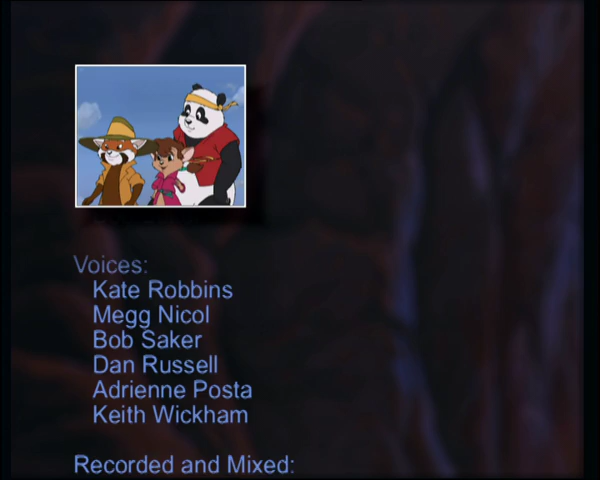 Voices:
Kate Robbins
Megg Nicol
Bob Saker
Dan Russell
Adrienne Posta
Keith Wickham
Recorded and Mixed: